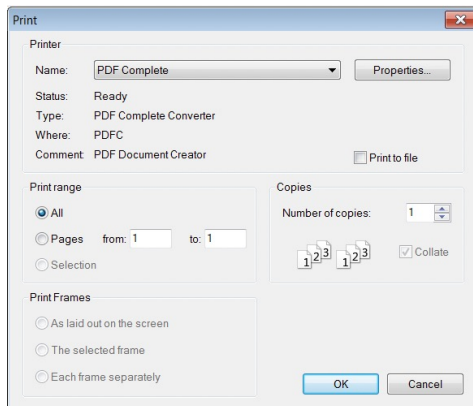 Print
Printer
Name: PDF Complete Properties...
Status: Ready
Type: PDF Complete Converter
Where: PDFC
Comment: PDF Document Creator Print to file
Print range
All
Pages from: 1 to: 1
Selection
Copies
Number of copies: 1
1 2 3 1 2 3 Collate
Print Frames
As laid out on the screen
The selected frame
Each frame separately
OK Cancel